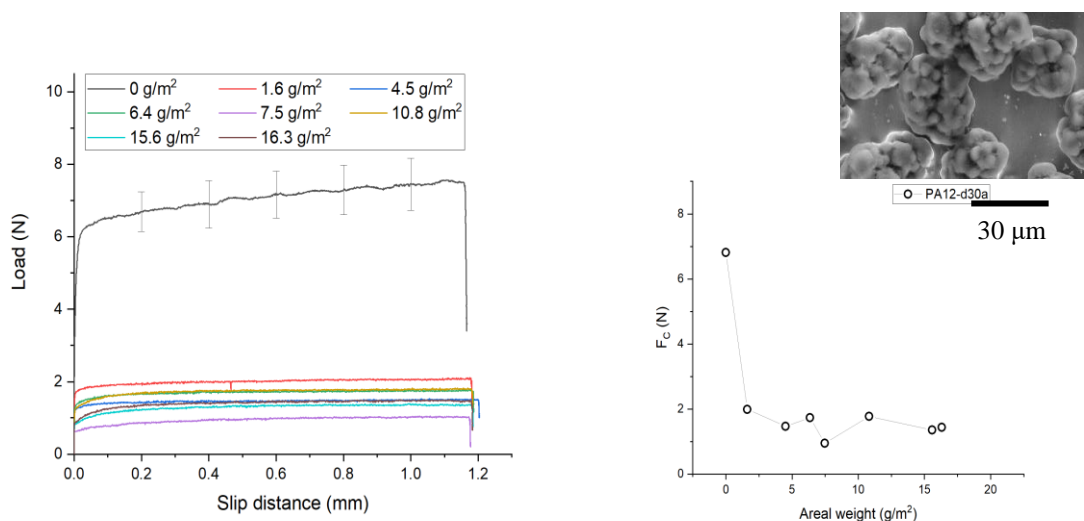 10
8
6
4
2
0
Load (N)
0 g/m²
1.6 g/m²
4.5 g/m²
6.4 g/m²
7.5 g/m²
10.8 g/m²
15.6 g/m²
16.3 g/m²
0.0
0.2
0.4
0.6
0.8
1.0
1.2
Slip distance (mm)
30 μm
PA12-d30a
8
6
4
2
0
F_C (N)
0
5
10
15
20
Areal weight (g/m²)